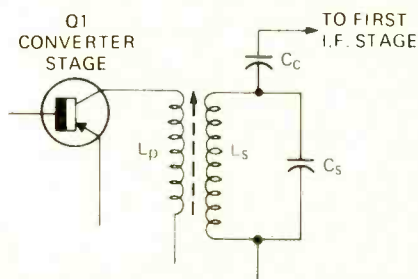 Q1
CONVERTER
STAGE
TO FIRST
I.F. STAGE
Cc
Lp
Ls
Cs